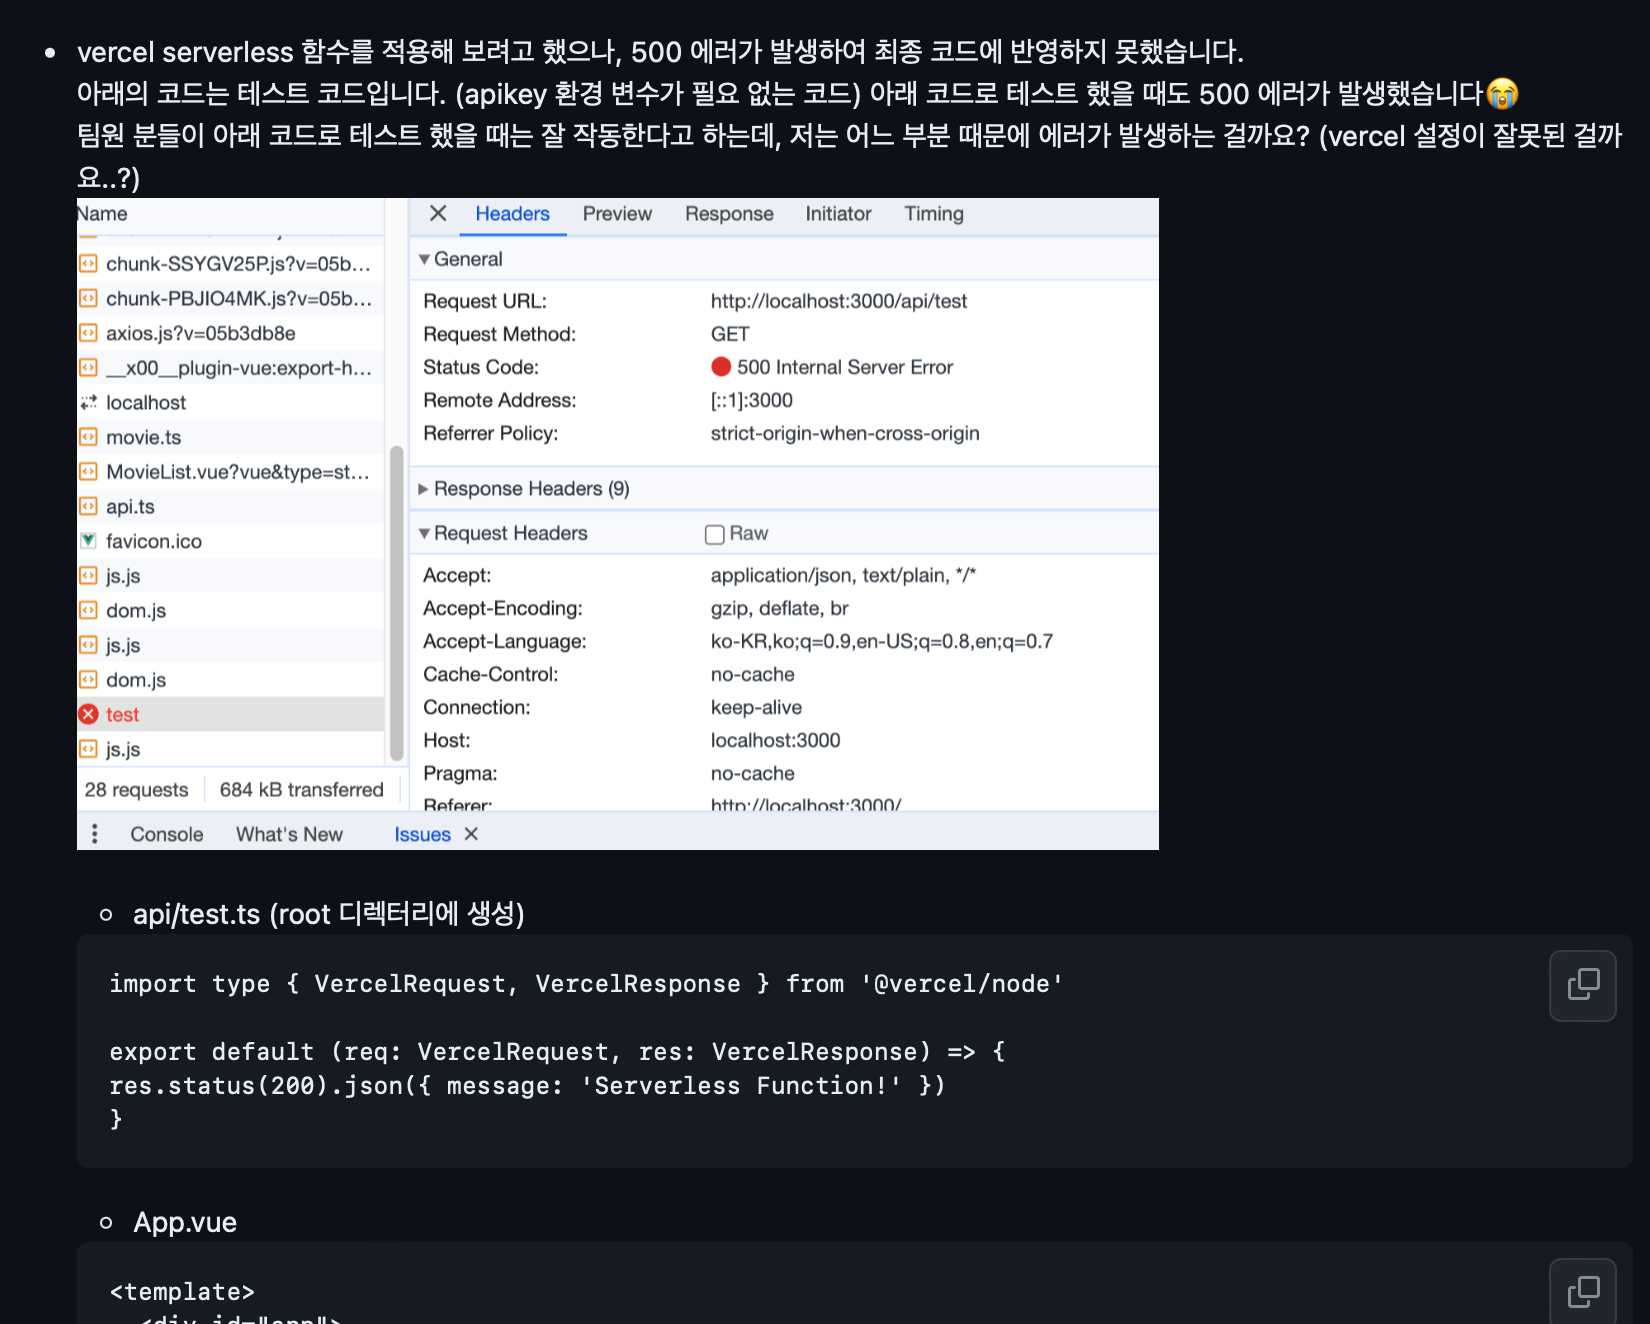 vercel serverless 함수를 적용해 보려고 했으나, 500 에러가 발생하여 최종 코드에 반영하지 못했습니다.
아래의 코드는 테스트 코드입니다. (apikey 환경 변수가 필요 없는 코드) 아래 코드로 테스트 했을 때도 500 에러가 발생했습니다😭
팀원 분들이 아래 코드로 테스트 했을 때는 잘 작동한다고 하는데, 저는 어느 부분 때문에 에러가 발생하는 걸까요? (vercel 설정이 잘못된 걸까
요..?)
Name
chunk-SSYGV25P.js?v=05b...
chunk-PBJIO4MK.js?v=05b...
axios.js?v=05b3db8e
__x00__plugin-vue:export-h...
localhost
movie.ts
MovieList.vue?vue&type=st...
api.ts
favicon.ico
js.js
dom.js
js.js
dom.js
test
js.js
28 requests 684 kB transferred
Headers Preview Response Initiator Timing
General
Request URL: http://localhost:3000/api/test
Request Method: GET
Status Code: 500 Internal Server Error
Remote Address: [::1]:3000
Referrer Policy: strict-origin-when-cross-origin
Response Headers (9)
Request Headers Raw
Accept: application/json, text/plain, */*
Accept-Encoding: gzip, deflate, br
Accept-Language: ko-KR,ko;q=0.9,en-US;q=0.8,en;q=0.7
Cache-Control: no-cache
Connection: keep-alive
Host: localhost:3000
Pragma: no-cache
Referer: http://localhost:3000/
Console What's New Issues
api/test.ts (root 디렉터리에 생성)
import type { VercelRequest, VercelResponse } from '@vercel/node'
export default (req: VercelRequest, res: VercelResponse) => {
res.status(200).json({ message: 'Serverless Function!' })
}
App.vue
<template>
<div id="app">